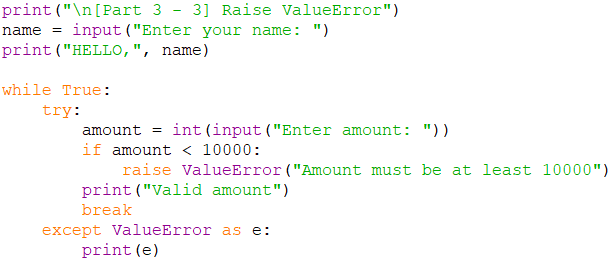 print("\n[Part 3 - 3] Raise ValueError")
name = input("Enter your name: ")
print("HELLO,", name)

while True:
    try:
        amount = int(input("Enter amount: "))
        if amount < 10000:
            raise ValueError("Amount must be at least 10000")
        print("Valid amount")
        break
    except ValueError as e:
        print(e)